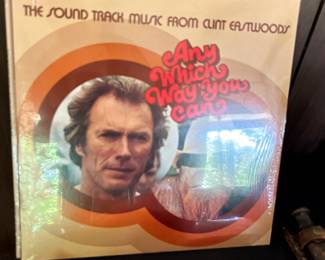 THE SOUND TRACK MUSIC FROM CLINT EASTWOOD'S
Any
Which
Way You
Can